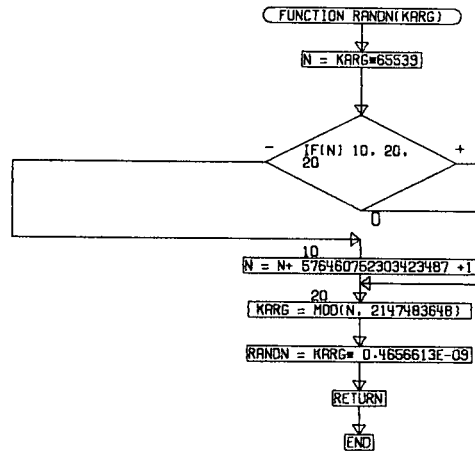 FUNCTION RANDN(KARG)
N = KARG*65539
- +
IF(N) 10, 20,
20
0
10
N = N+ 576460752303423487 +1
20
KARG = MOD(N, 2147483648)
RANDN = KARG* 0.4656613E-09
RETURN
END